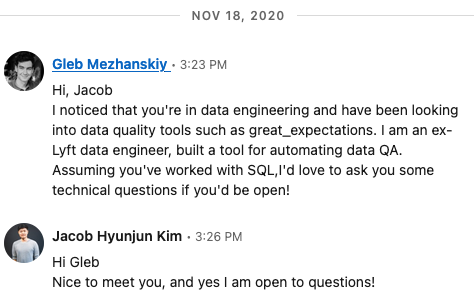 NOV 18, 2020
Gleb Mezhanskiy • 3:23 PM
Hi, Jacob
I noticed that you're in data engineering and have been looking
into data quality tools such as great_expectations. I am an ex-
Lyft data engineer, built a tool for automating data QA.
Assuming you've worked with SQL,I'd love to ask you some
technical questions if you'd be open!
Jacob Hyunjun Kim • 3:26 PM
Hi Gleb
Nice to meet you, and yes I am open to questions!